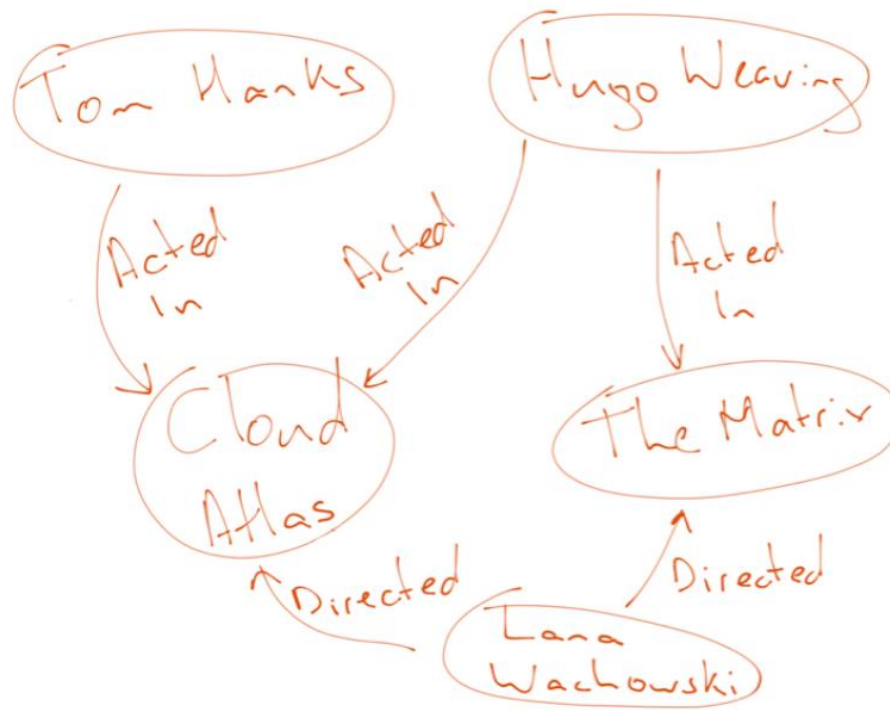 Tom Hanks
Hugo Weaving
Acted
In
Acted
In
Acted
In
Cloud
Atlas
The Matrix
Directed
Directed
Lana
Wachowski